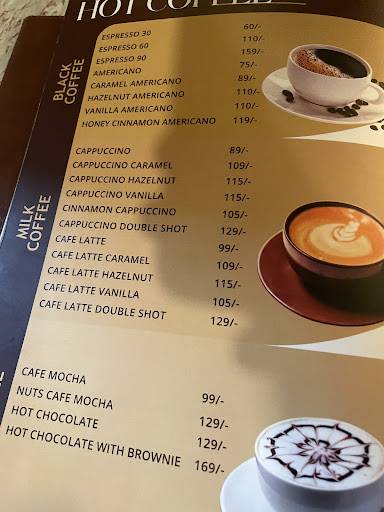 HOT COFFEE
BLACK COFFEE
ESPRESSO 30 60/-
ESPRESSO 60 110/-
ESPRESSO 90 159/-
AMERICANO 75/-
CARAMEL AMERICANO 89/-
HAZELNUT AMERICANO 110/-
VANILLA AMERICANO 110/-
HONEY CINNAMON AMERICANO 119/-
MILK COFFEE
CAPPUCCINO 89/-
CAPPUCCINO CARAMEL 109/-
CAPPUCCINO HAZELNUT 115/-
CAPPUCCINO VANILLA 115/-
CINNAMON CAPPUCCINO 105/-
CAPPUCCINO DOUBLE SHOT 129/-
CAFE LATTE 99/-
CAFE LATTE CARAMEL 109/-
CAFE LATTE HAZELNUT 115/-
CAFE LATTE VANILLA 105/-
CAFE LATTE DOUBLE SHOT 129/-
CAFE MOCHA 99/-
NUTS CAFE MOCHA 129/-
HOT CHOCOLATE 129/-
HOT CHOCOLATE WITH BROWNIE 169/-